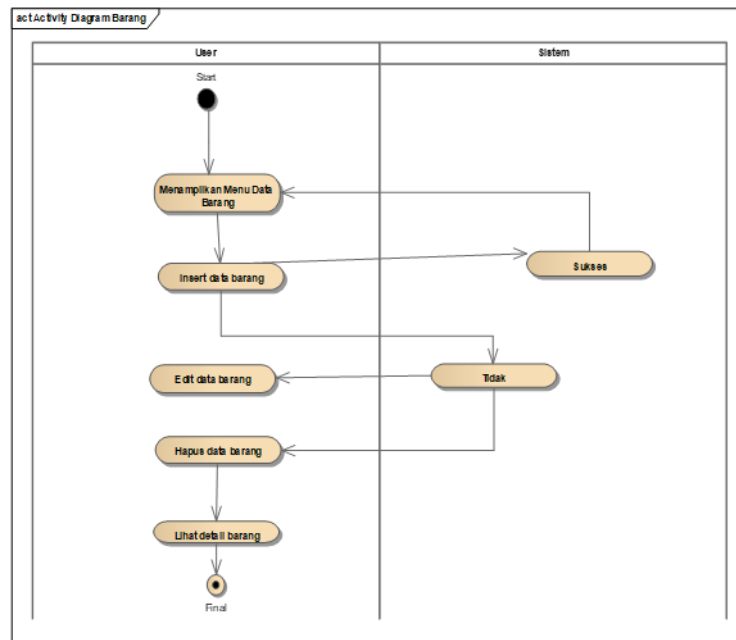 act Activity Diagram Barang
User
Sistem
Start
Menampilkan Menu Data
Barang
Insert data barang
Sukses
Edit data barang
Tidak
Hapus data barang
Lihat detail barang
Final